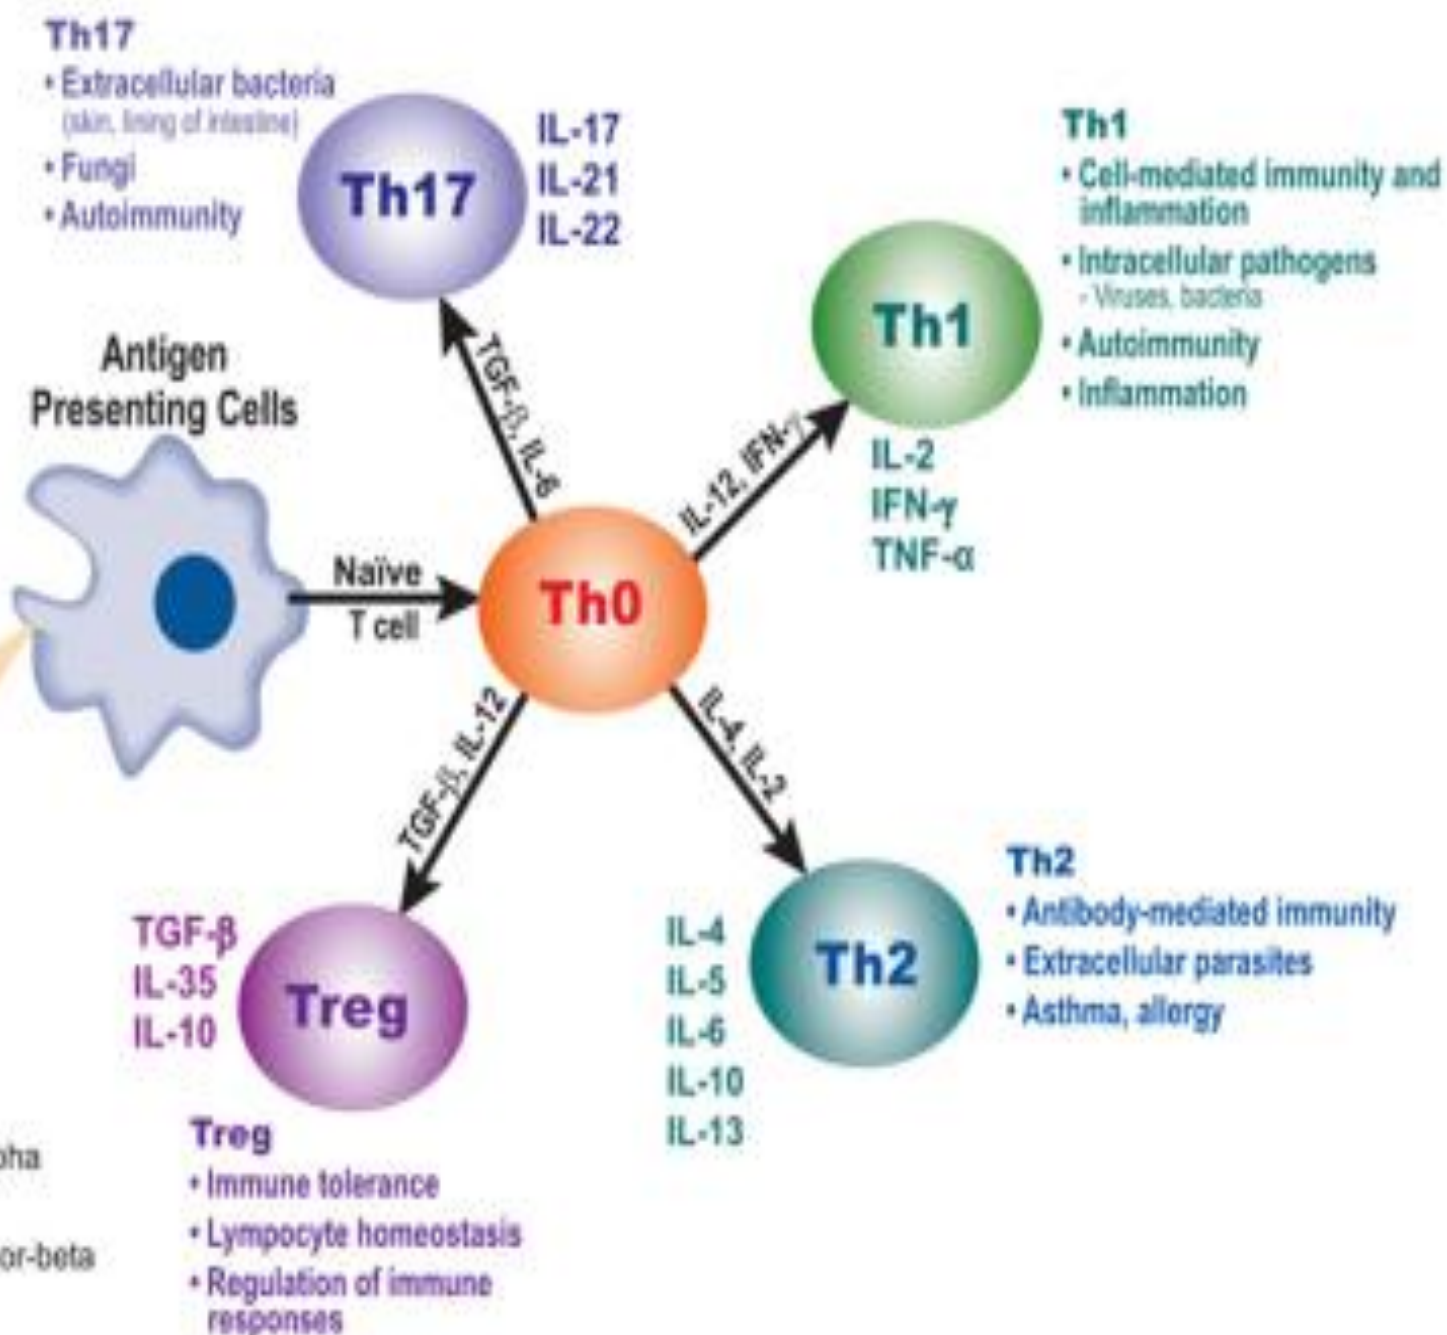 Th17
• Extracellular bacteria
(skin, lining of intestine)
• Fungi
• Autoimmunity
Th17
IL-17
IL-21
IL-22
Th1
• Cell-mediated immunity and
inflammation
• Intracellular pathogens
- Viruses, bacteria
• Autoimmunity
• Inflammation
Th1
IL-2
IFN-γ
TNF-α
Antigen
Presenting Cells
TGF-β, IL-6
IL-12, IFN-γ
Naïve
T cell
Th0
TGF-β, IL-12
IL-4, IL-2
TGF-β
IL-35
IL-10
Treg
IL-4
IL-5
IL-6
IL-10
IL-13
Th2
Th2
• Antibody-mediated immunity
• Extracellular parasites
• Asthma, allergy
Treg
• Immune tolerance
• Lympocyte homeostasis
• Regulation of immune
responses
pha
or-beta